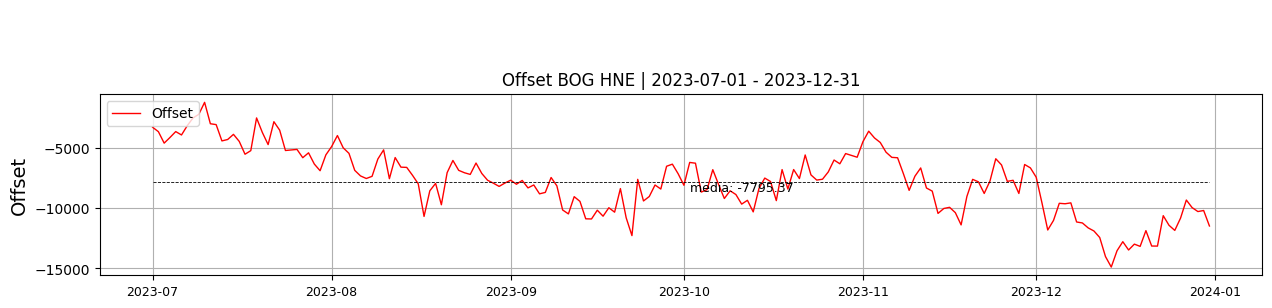 Offset BOG HNE | 2023-07-01 - 2023-12-31
Offset
Offset
−5000
−10000
−15000
media: -7795.37
2023-07
2023-08
2023-09
2023-10
2023-11
2023-12
2024-01